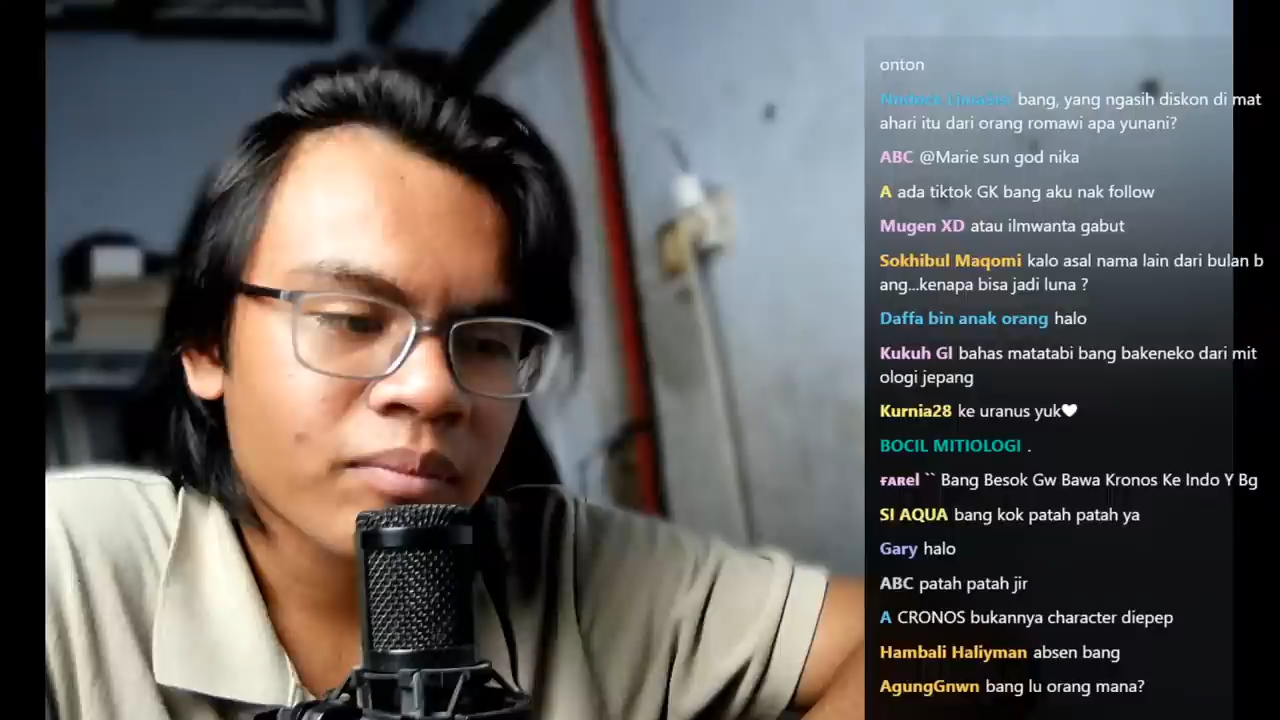 onton
bang, yang ngasih diskon di mat
ahari itu dari orang romawi apa yunani?
ABC @Marie sun god nika
A ada tiktok GK bang aku nak follow
Mugen XD atau ilmwanta gabut
Sokhibul Maqomi kalo asal nama lain dari bulan b
ang...kenapa bisa jadi luna ?
Daffa bin anak orang halo
Kukuh GI bahas matatabi bang bakeneko dari mit
ologi jepang
Kurnia28 ke uranus yuk🤍
BOCIL MITIOLOGI .
ꜰᴀʀᴇl `` Bang Besok Gw Bawa Kronos Ke Indo Y Bg
SI AQUA bang kok patah patah ya
Gary halo
ABC patah patah jir
A CRONOS bukannya character diepep
Hambali Haliyman absen bang
AgungGnwn bang lu orang mana?